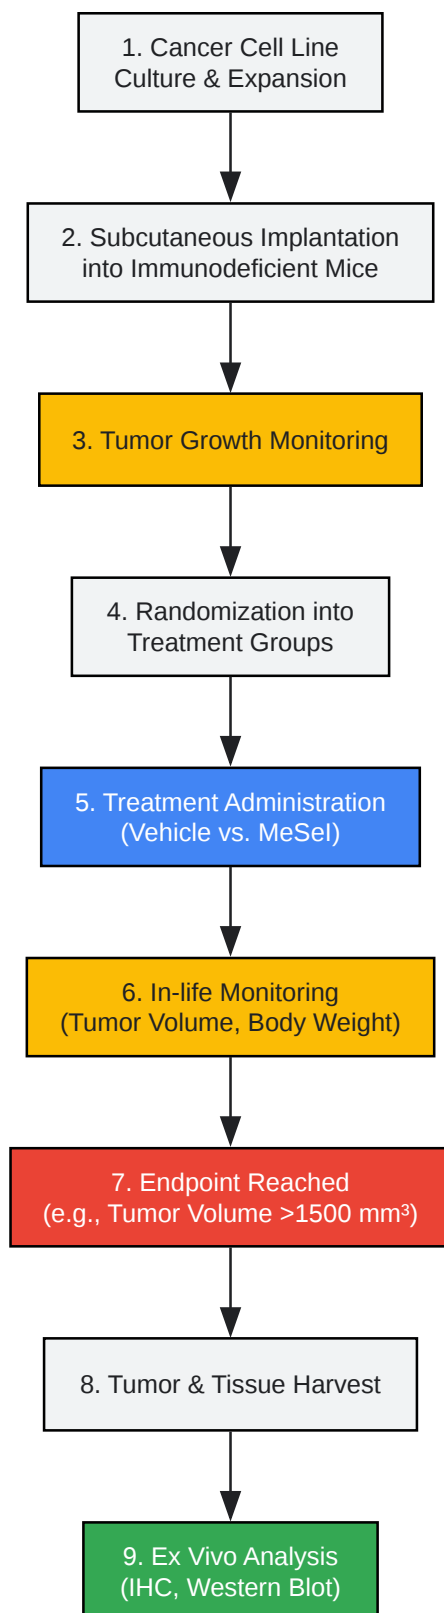 1. Cancer Cell Line
Culture & Expansion
2. Subcutaneous Implantation
into Immunodeficient Mice
3. Tumor Growth Monitoring
4. Randomization into
Treatment Groups
5. Treatment Administration
(Vehicle vs. MeSeI)
6. In-life Monitoring
(Tumor Volume, Body Weight)
7. Endpoint Reached
(e.g., Tumor Volume >1500 mm³)
8. Tumor & Tissue Harvest
9. Ex Vivo Analysis
(IHC, Western Blot)